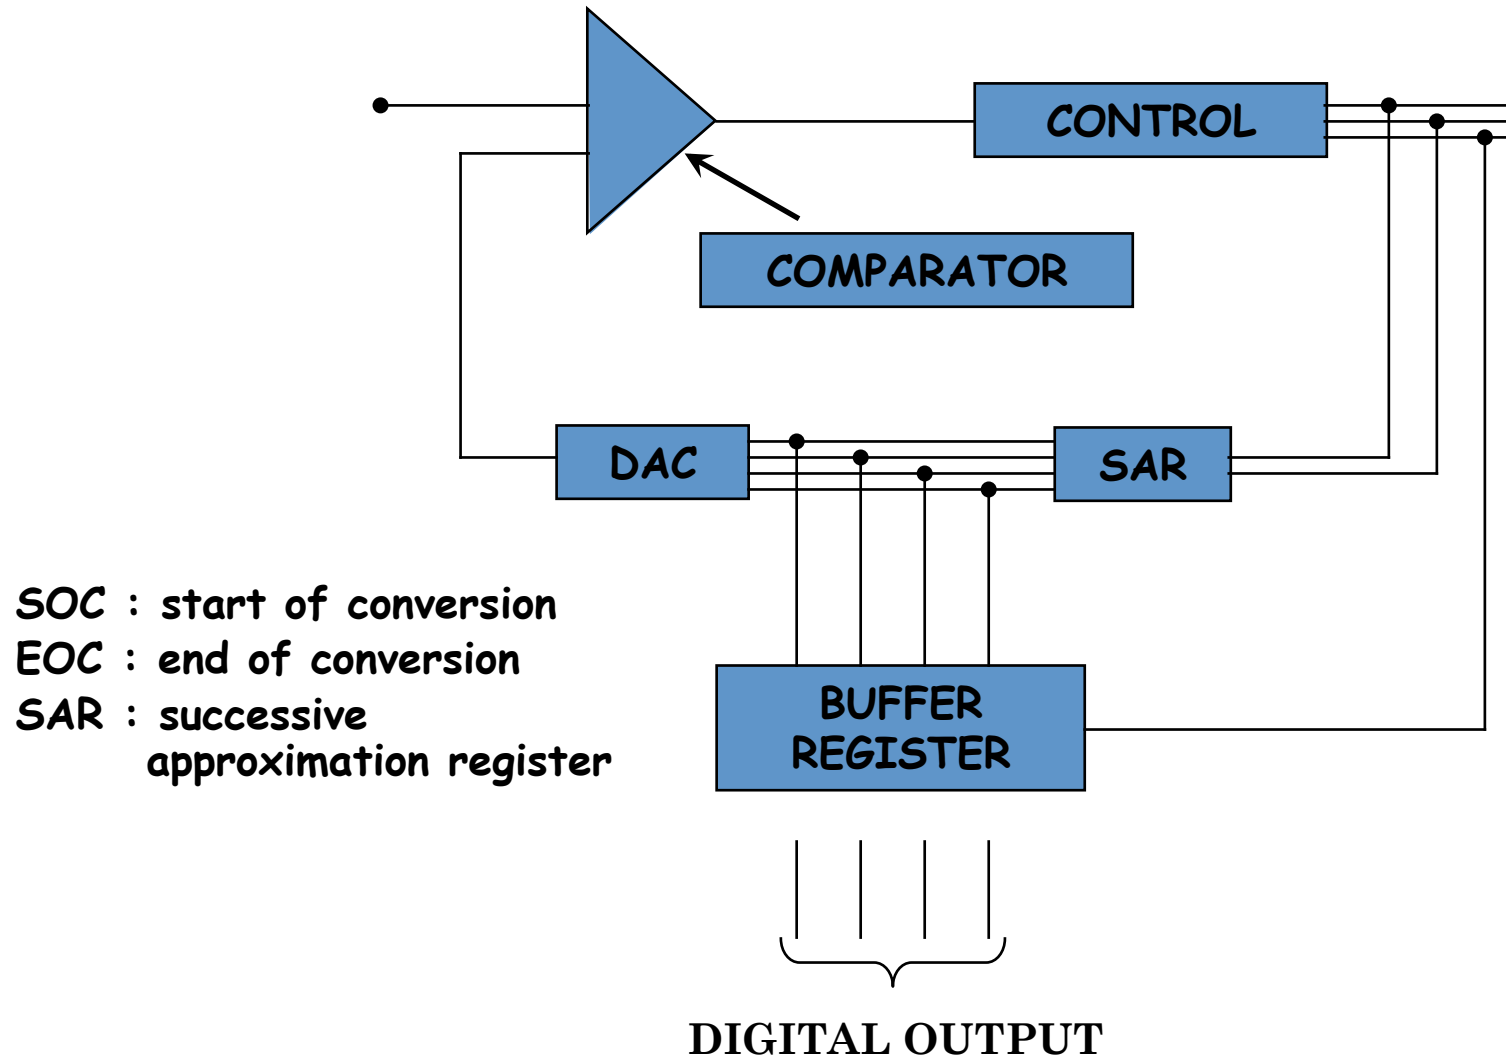 CONTROL
COMPARATOR
DAC
SAR
SOC : start of conversion
EOC : end of conversion
SAR : successive
approximation register
BUFFER
REGISTER
DIGITAL OUTPUT